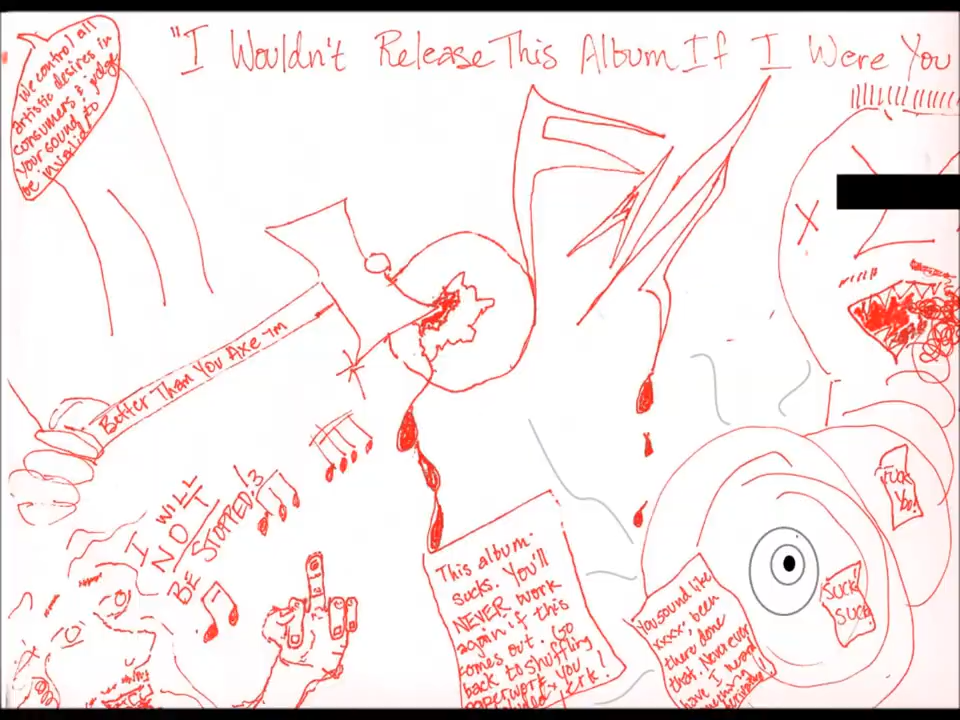 "I Wouldn't Release This Album If I Were You
We control all
artistic desires in
consumers & judge
your sound to
be invalid!
Better Than You Axe TM
I WILL
NOT
BE STOPPED!
This album
sucks. You'll
NEVER work
again if this
comes out. Go
back to shuffling
paperwork, you
jerk!
You sound like
xxxx, been
there done
that. Never ever
have I heard
Fuck
You!
SUCK!
SUCK!